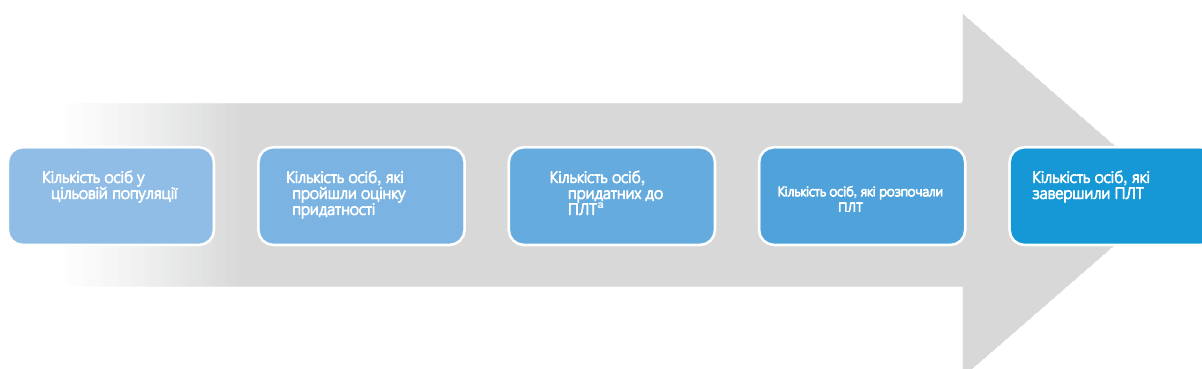 Кількість осіб у
цільовій популяції
Кількість осіб, які
пройшли оцінку
придатності
Кількість осіб,
придатних до
ПЛТª
Кількість осіб, які розпочали
ПЛТ
Кількість осіб, які
завершили ПЛТ